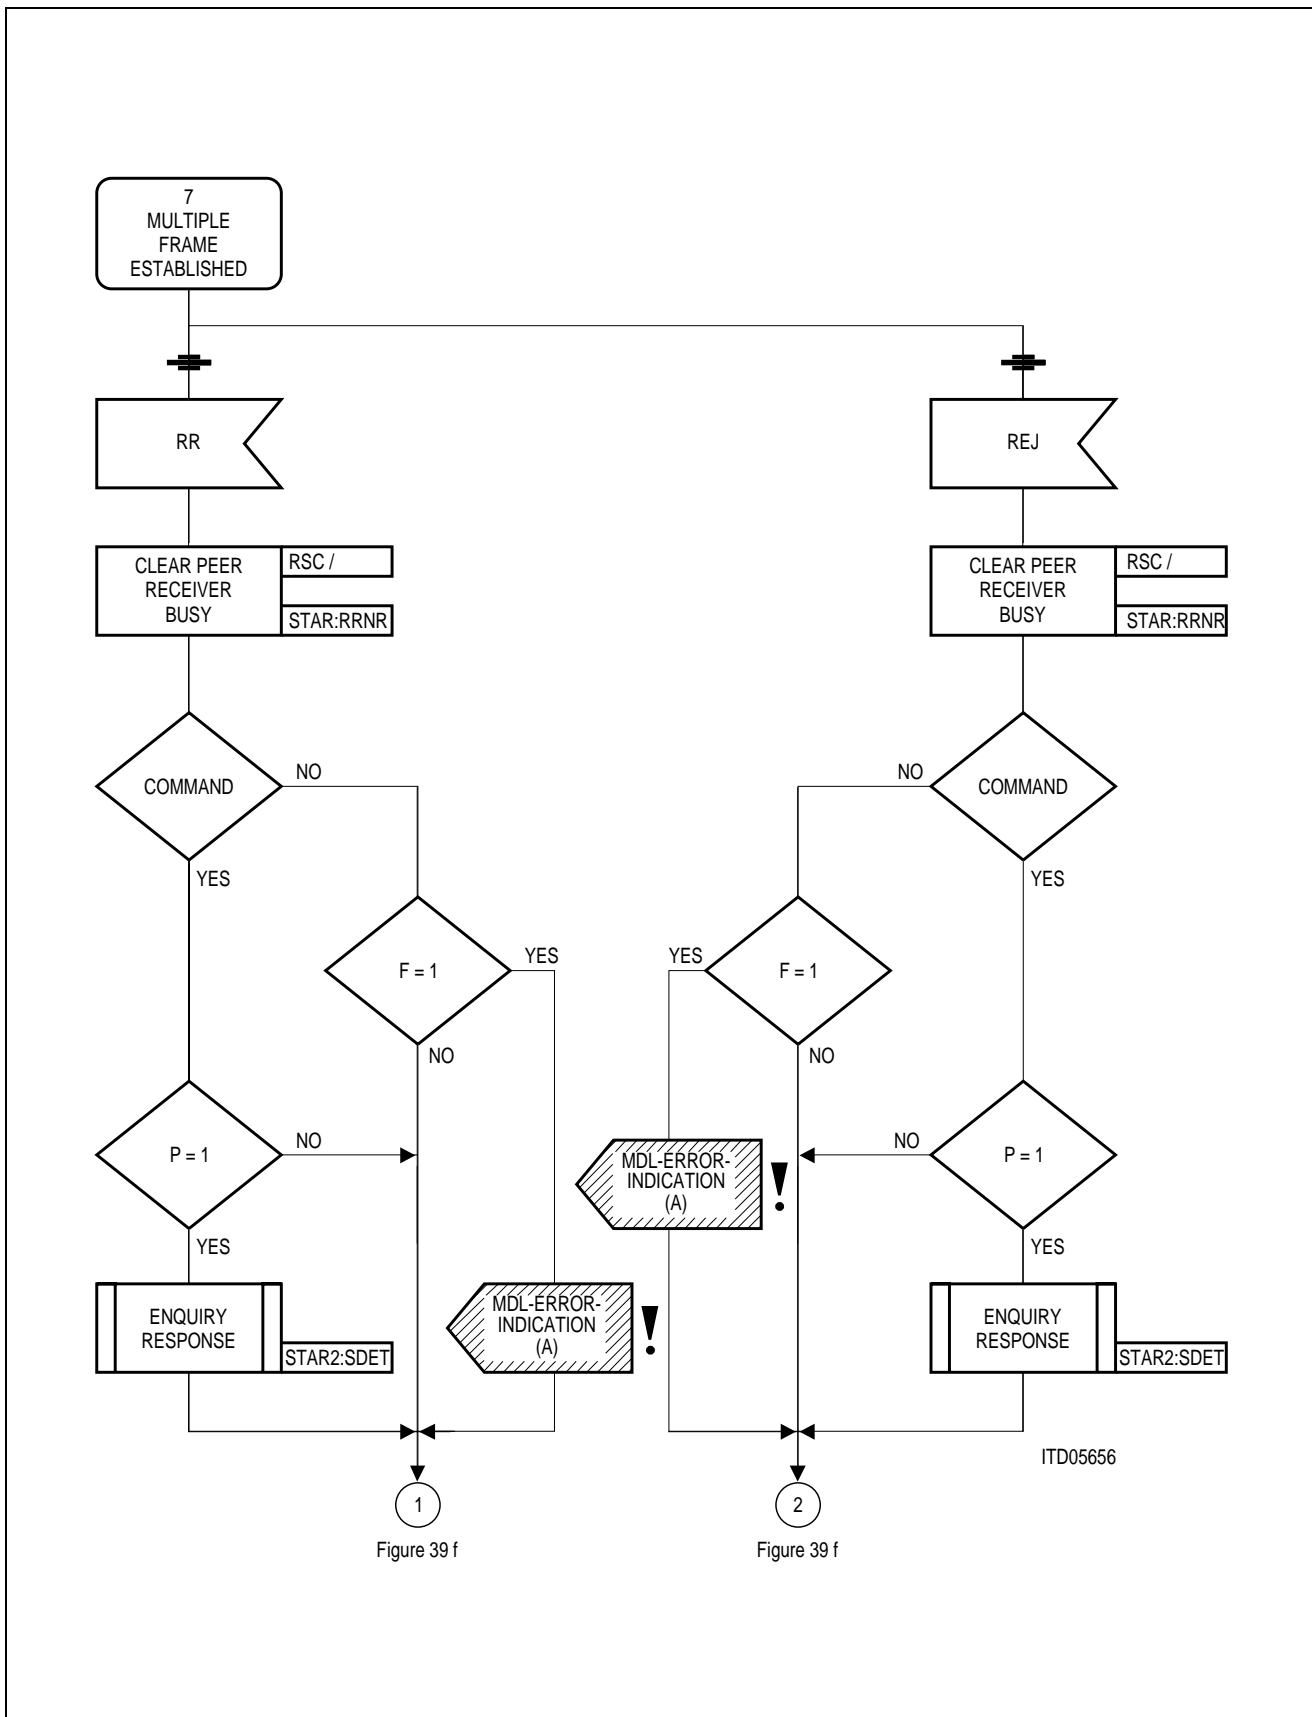 7
MULTIPLE
FRAME
ESTABLISHED
RR
REJ
CLEAR PEER
RECEIVER
BUSY
RSC /
STAR:RRNR
CLEAR PEER
RECEIVER
BUSY
RSC /
STAR:RRNR
COMMAND
NO
YES
NO
COMMAND
YES
F = 1
YES
NO
YES
F = 1
NO
P = 1
NO
YES
MDL-ERROR-
INDICATION
(A)
!
NO
P = 1
YES
ENQUIRY
RESPONSE
STAR2:SDET
MDL-ERROR-
INDICATION
(A)
!
ENQUIRY
RESPONSE
STAR2:SDET
ITD05656
1
2
Figure 39 f
Figure 39 f